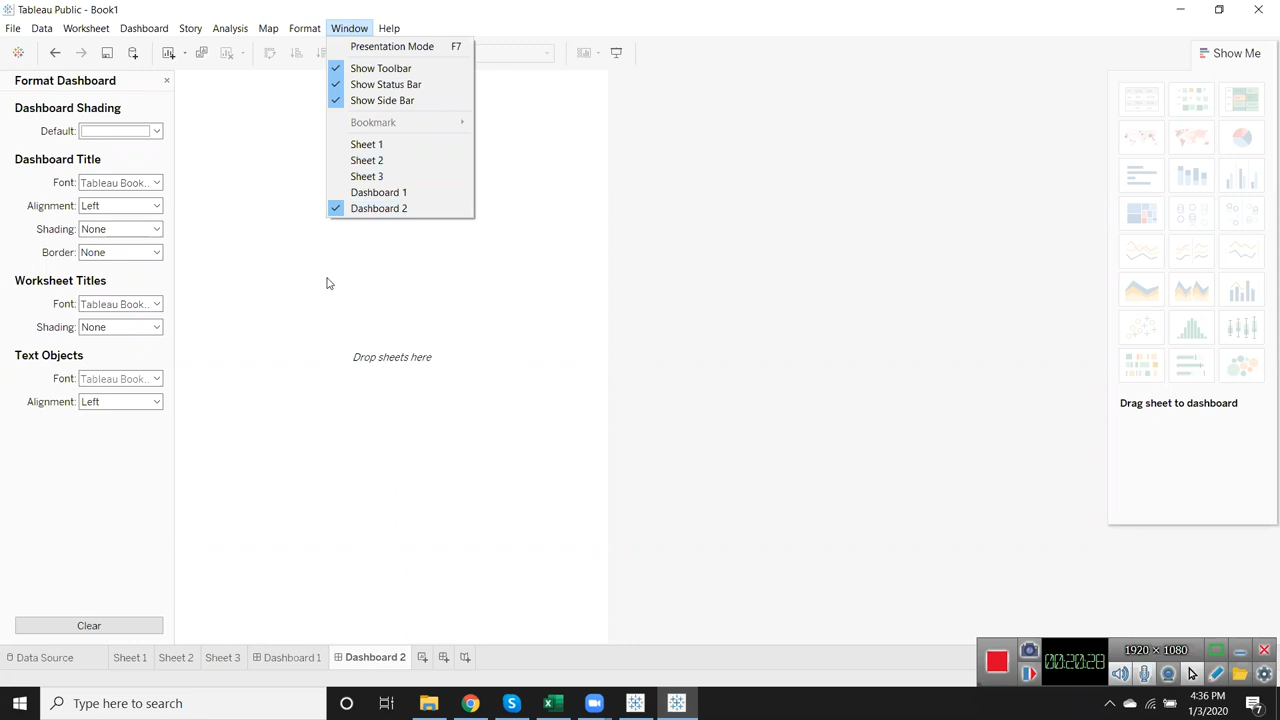 Tableau Public - Book1
File Data Worksheet Dashboard Story Analysis Map Format Window Help
Presentation Mode F7
Show Toolbar
Show Status Bar
Show Side Bar
Bookmark
Sheet 1
Sheet 2
Sheet 3
Dashboard 1
Dashboard 2
Format Dashboard
Dashboard Shading
Default:
Dashboard Title
Font: Tableau Book...
Alignment: Left
Shading: None
Border: None
Worksheet Titles
Font: Tableau Book...
Shading: None
Text Objects
Font: Tableau Book...
Alignment: Left
Clear
Drop sheets here
Show Me
Drag sheet to dashboard
Data Source Sheet 1 Sheet 2 Sheet 3 Dashboard 1 Dashboard 2
00:20:28
1920 × 1080
Type here to search
4:36 PM
1/3/2020
7